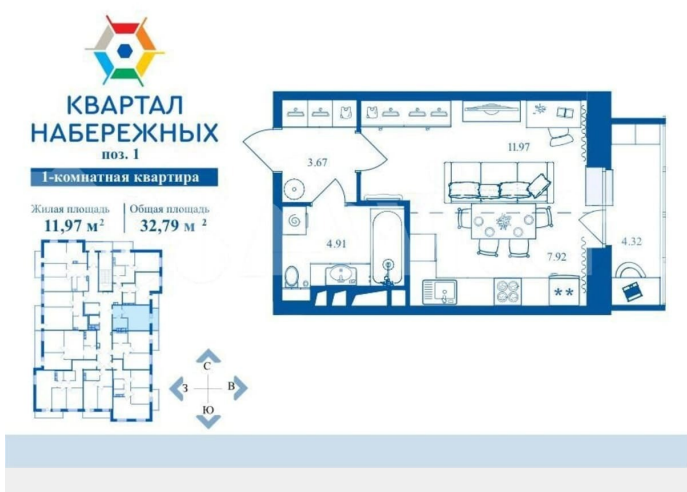 КВАРТАЛ
НАБЕРЕЖНЫХ
поз. 1
1-комнатная квартира
Жилая площадь Общая площадь
11,97 м² 32,79 м ²
3.67
11.97
4.91
7.92
4.32
**
С
З В
Ю